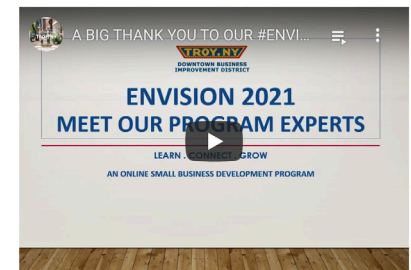 A BIG THANK YOU TO OUR #ENVI...
TROY.NY
DOWNTOWN BUSINESS
IMPROVEMENT DISTRICT
ENVISION 2021
MEET OUR PROGRAM EXPERTS
LEARN . CONNECT . GROW
AN ONLINE SMALL BUSINESS DEVELOPMENT PROGRAM